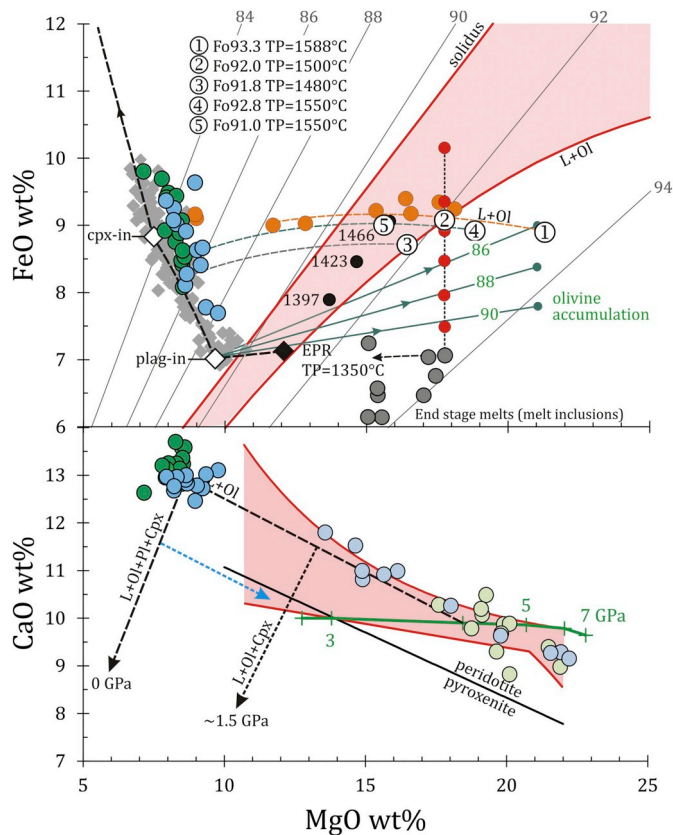 84
86
88
90
92
12
① Fo93.3 TP=1588°C
② Fo92.0 TP=1500°C
③ Fo91.8 TP=1480°C
④ Fo92.8 TP=1550°C
⑤ Fo91.0 TP=1550°C
solidus
11
L+Ol
94
10
9
8
7
6
FeO wt%
cpx-in
plag-in
L+Ol
5
2
4
1
3
1466
1423
1397
86
88
90
olivine
accumulation
EPR
TP=1350°C
End stage melts (melt inclusions)
13
12
11
10
9
8
7
CaO wt%
L+Ol
L+Ol+Pl+Cpx
0 GPa
L+Ol+Cpx
~1.5 GPa
3
5
7 GPa
peridotite
pyroxenite
5
10
15
20
25
MgO wt%